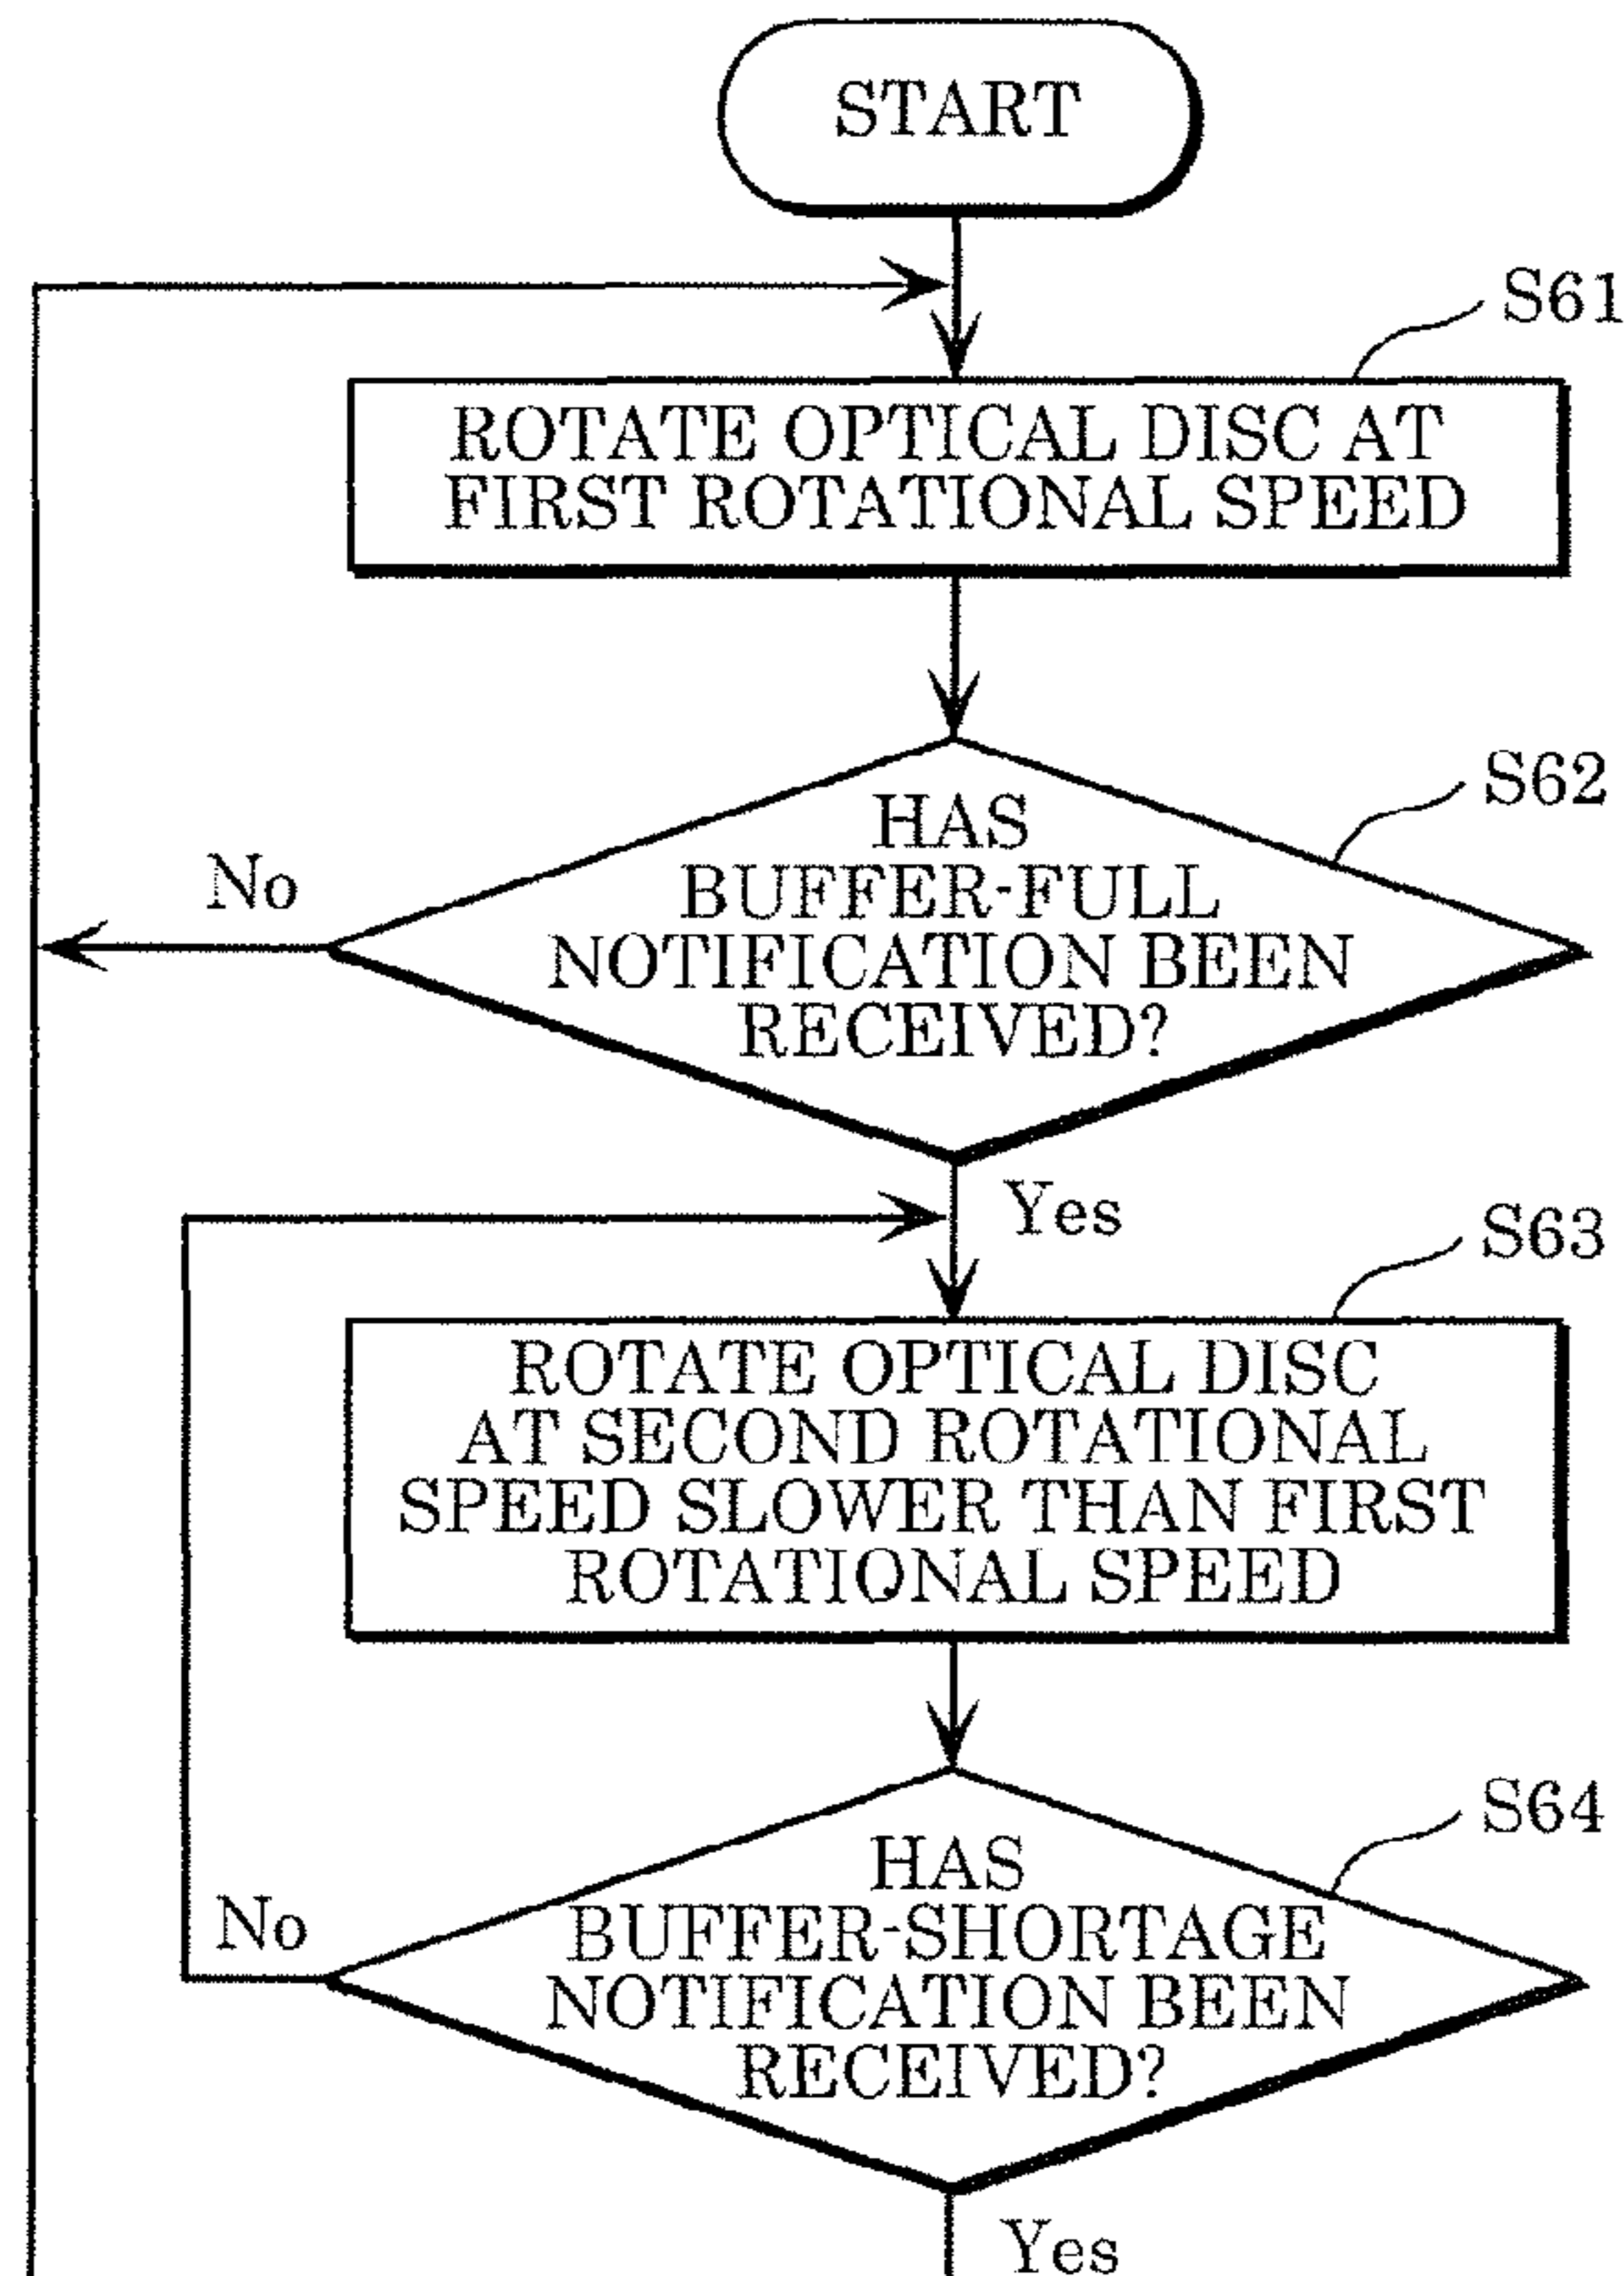 START
S61
ROTATE OPTICAL DISC AT
FIRST ROTATIONAL SPEED
S62
HAS
BUFFER-FULL
NOTIFICATION BEEN
RECEIVED?
No
Yes
S63
ROTATE OPTICAL DISC
AT SECOND ROTATIONAL
SPEED SLOWER THAN FIRST
ROTATIONAL SPEED
S64
HAS
BUFFER-SHORTAGE
NOTIFICATION BEEN
RECEIVED?
No
Yes